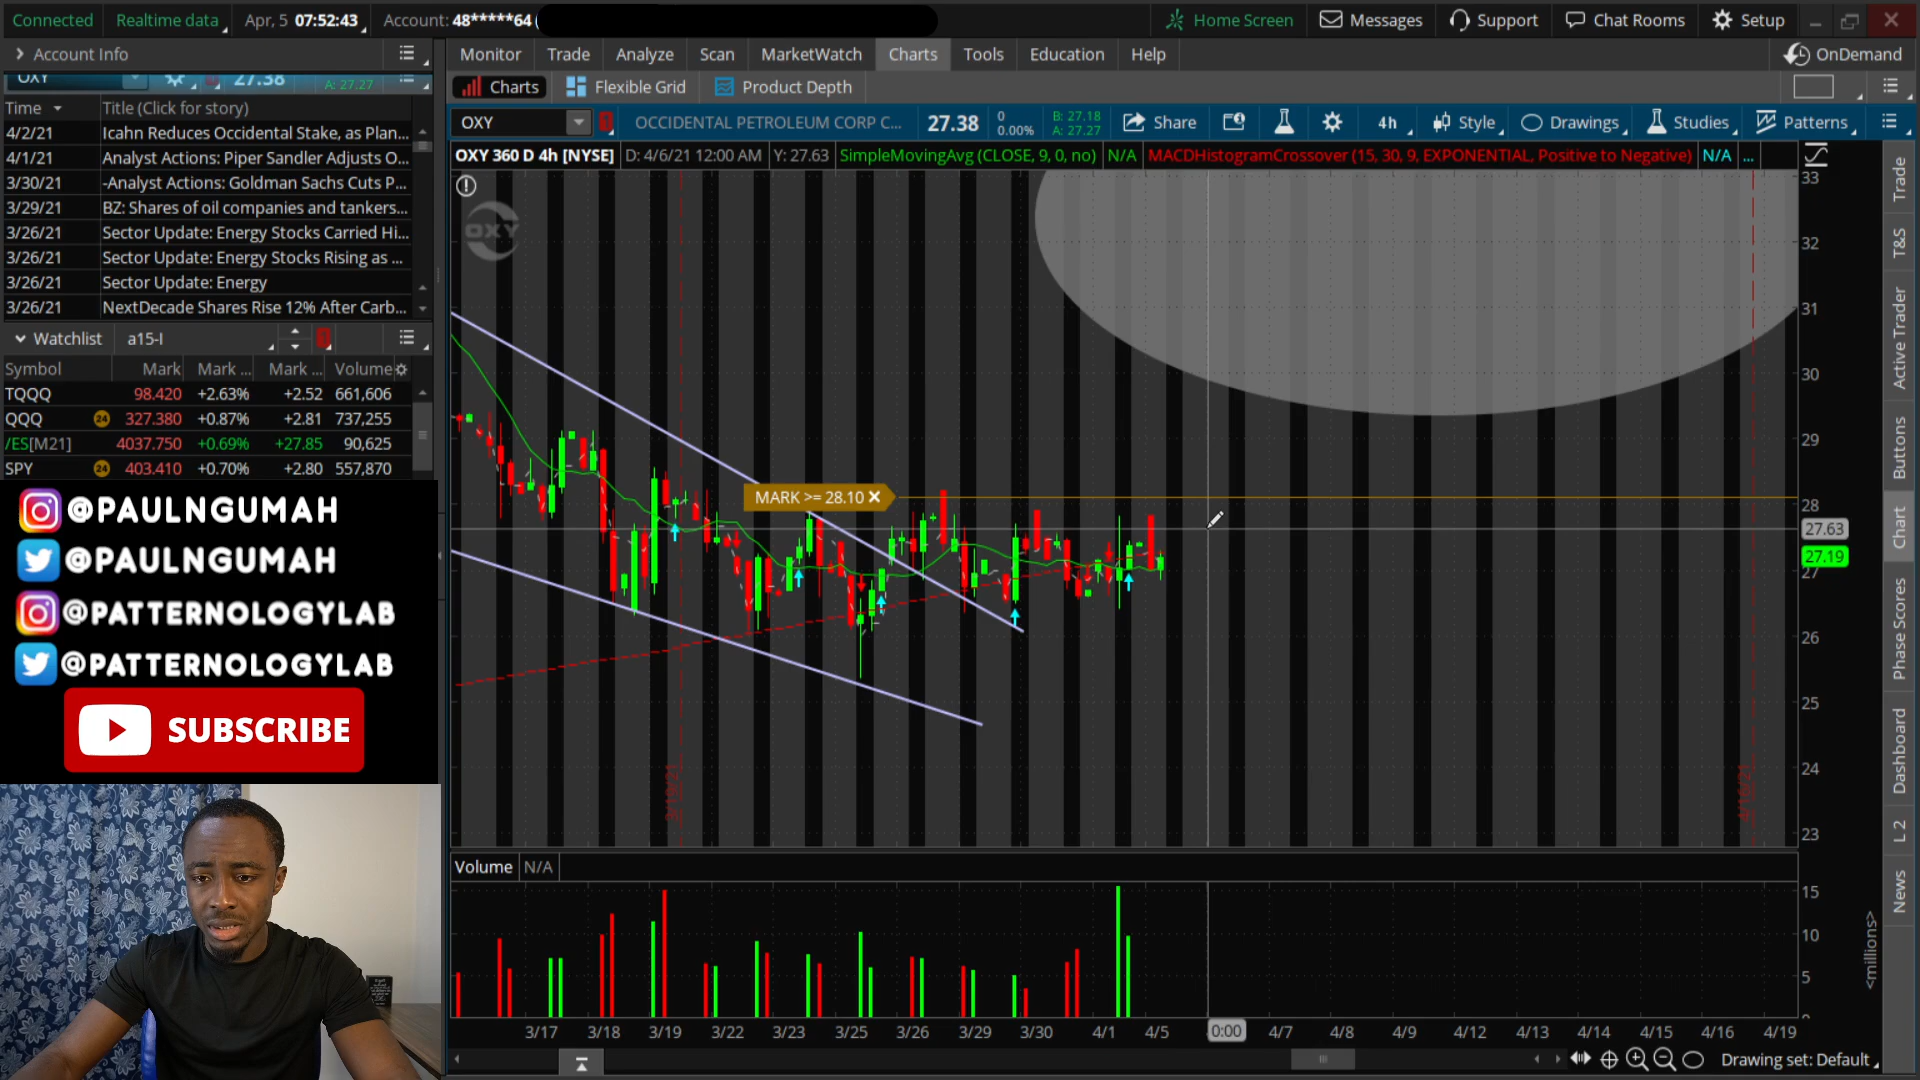 Connected Realtime data Apr, 5 07:52:43 Account: 48*****64 Home Screen Messages Support Chat Rooms Setup
Account Info
Monitor Trade Analyze Scan MarketWatch Charts Tools Education Help OnDemand
OXY 27.38 A: 27.27
Charts Flexible Grid Product Depth
Time Title (Click for story)
4/2/21 Icahn Reduces Occidental Stake, as Plan...
4/1/21 Analyst Actions: Piper Sandler Adjusts O...
3/30/21 -Analyst Actions: Goldman Sachs Cuts P...
3/29/21 BZ: Shares of oil companies and tankers...
3/26/21 Sector Update: Energy Stocks Carried Hi...
3/26/21 Sector Update: Energy Stocks Rising as ...
3/26/21 Sector Update: Energy
3/26/21 NextDecade Shares Rise 12% After Carb...
Watchlist a15-I
Symbol Mark Mark ... Mark ... Volume
TQQQ 98.420 +2.63% +2.52 661,606
QQQ 24 327.380 +0.87% +2.81 737,255
/ES[M21] 4037.750 +0.69% +27.85 90,625
SPY 24 403.410 +0.70% +2.80 557,870
@PAULNGUMAH
@PAULNGUMAH
@PATTERNOLOGYLAB
@PATTERNOLOGYLAB
SUBSCRIBE
OXY OCCIDENTAL PETROLEUM CORP C... 27.38 0 0.00% B: 27.18 A: 27.27 Share 4h Style Drawings Studies Patterns
OXY 360 D 4h [NYSE] D: 4/6/21 12:00 AM Y: 27.63 SimpleMovingAvg (CLOSE, 9, 0, no) N/A MACDHistogramCrossover (15, 30, 9, EXPONENTIAL, Positive to Negative) N/A ...
OXY
MARK >= 28.10
33
32
31
30
29
28
27.63
27.19
27
26
25
24
23
3/19/21
4/16/21
Volume N/A
15
10
5
<millions>
3/17 3/18 3/19 3/22 3/23 3/25 3/26 3/29 3/30 4/1 4/5 0:00 4/7 4/8 4/9 4/12 4/13 4/14 4/15 4/16 4/19
Drawing set: Default
Trade
T&S
Active Trader
Buttons
Chart
Phase Scores
Dashboard
L 2
News